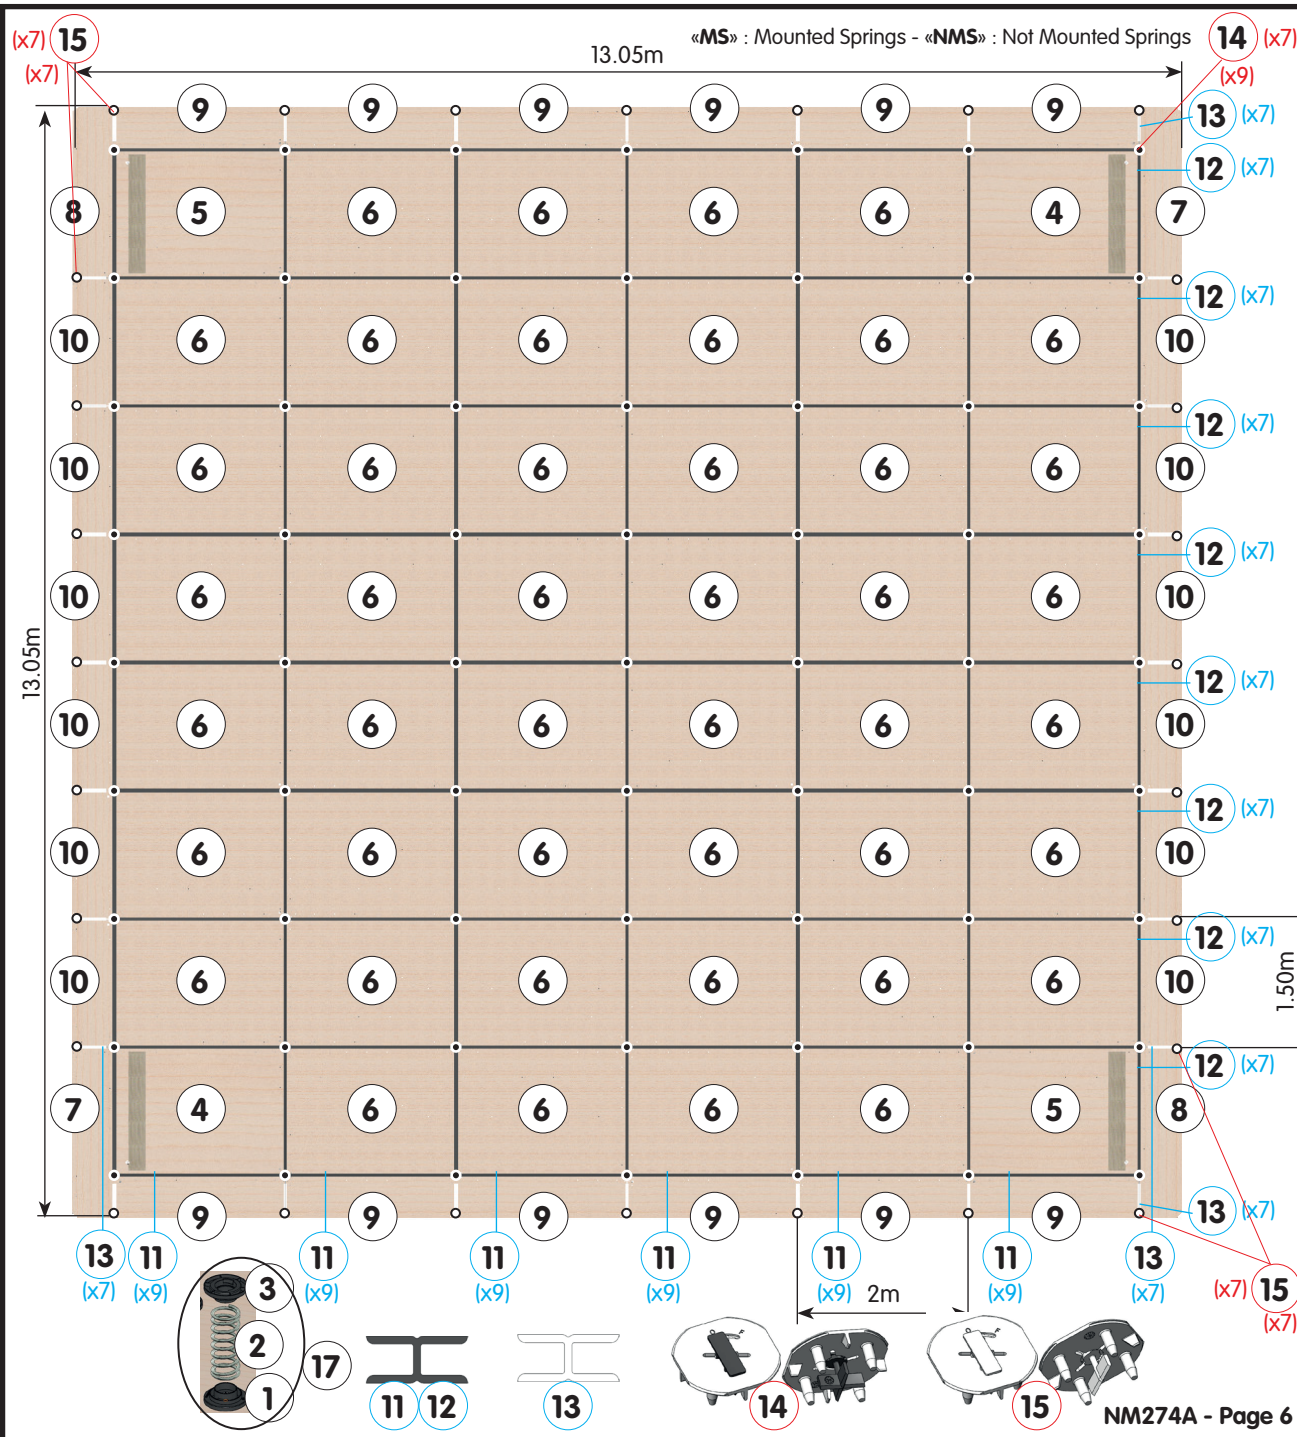 (x7) 15
«MS» : Mounted Springs - «NMS» : Not Mounted Springs
14 (x7)
(x7)
13.05m
(x9)
9 9 9 9 9 9
13 (x7)
12 (x7)
8 5 6 6 6 6 4 7
12 (x7)
10 6 6 6 6 6 6 10
12 (x7)
10 6 6 6 6 6 6 10
12 (x7)
10 6 6 6 6 6 6 10
13.05m
12 (x7)
10 6 6 6 6 6 6 10
12 (x7)
10 6 6 6 6 6 6 10
12 (x7)
10 6 6 6 6 6 6 10
1.50m
12 (x7)
7 4 6 6 6 6 5 8
9 9 9 9 9 9
13 (x7)
13 11 11 11 11 11 11 13
(x7) (x9) (x9) (x9) (x9) (x9) (x9) (x7)
(x7) 15
(x7)
3
2m
2
17
1
11 12
13
14
15
NM274A - Page 6